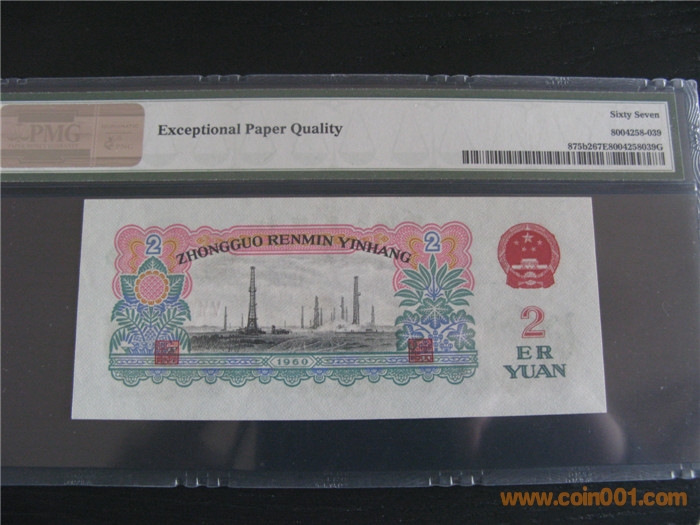 PMG
Exceptional Paper Quality
Sixty Seven
8004258-039
875b267E8004258039G
2
2
ZHONGGUO RENMIN YINHANG
1960
2
ER
YUAN
www.coin001.com